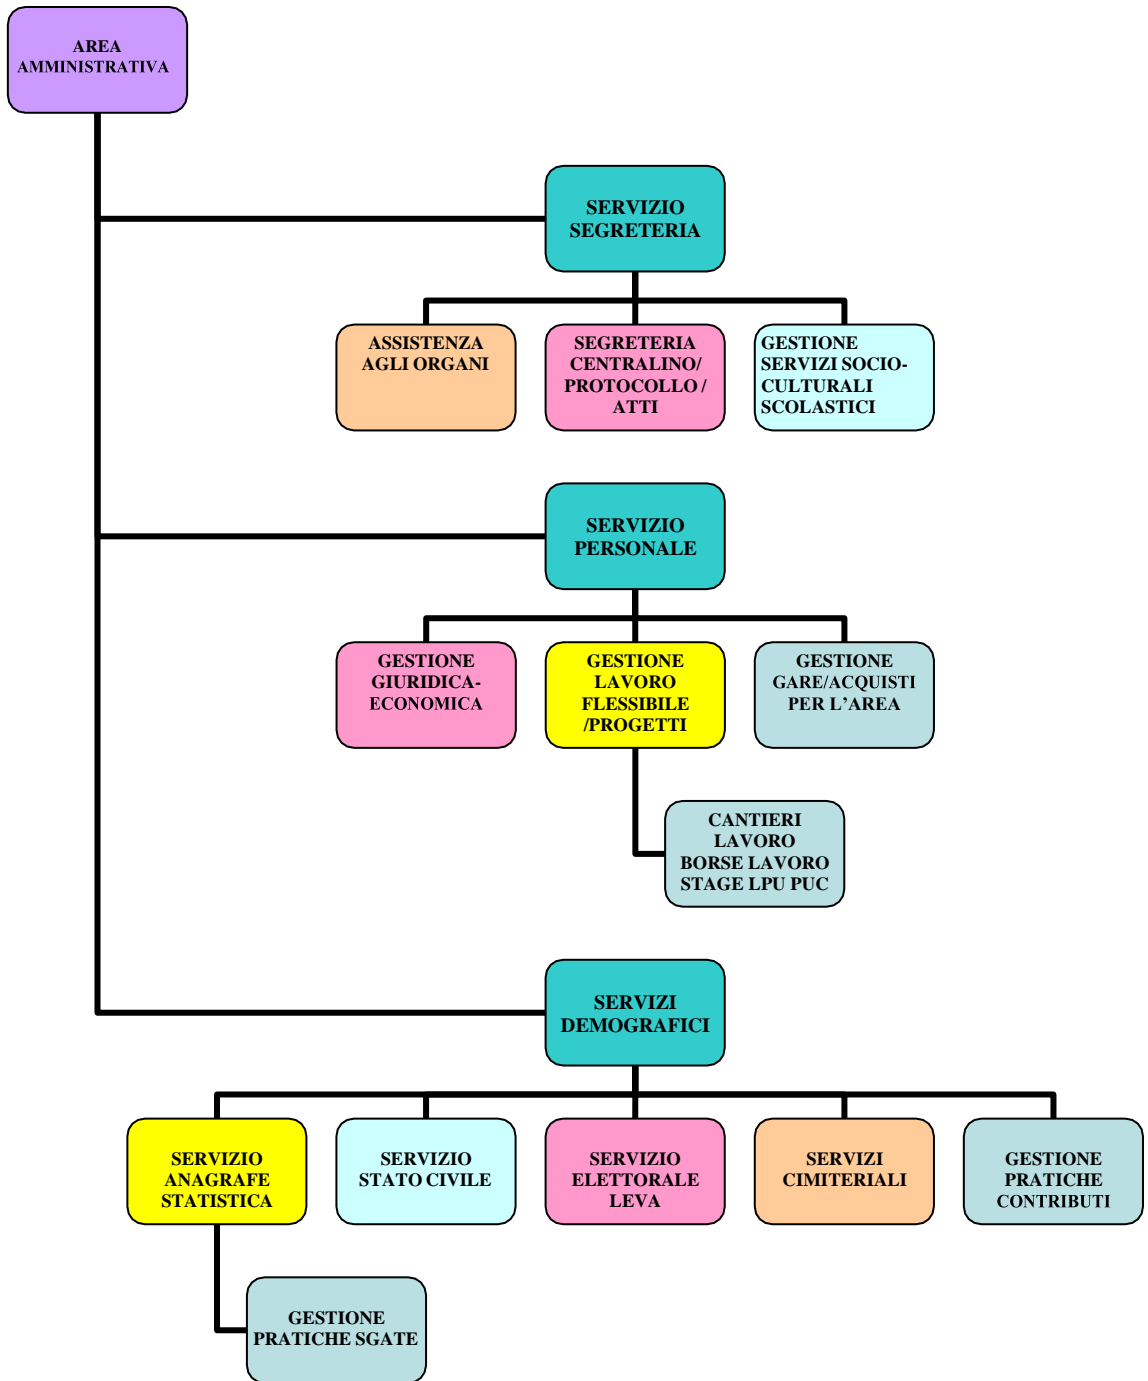 AREA
AMMINISTRATIVA
SERVIZIO
SEGRETERIA
ASSISTENZA
AGLI ORGANI
SEGRETERIA
CENTRALINO/
PROTOCOLLO /
ATTI
GESTIONE
SERVIZI SOCIO-
CULTURALI
SCOLASTICI
SERVIZIO
PERSONALE
GESTIONE
GIURIDICA-
ECONOMICA
GESTIONE
LAVORO
FLESSIBILE
/PROGETTI
GESTIONE
GARE/ACQUISTI
PER L’AREA
CANTIERI
LAVORO
BORSE LAVORO
STAGE LPU PUC
SERVIZI
DEMOGRAFICI
SERVIZIO
ANAGRAFE
STATISTICA
SERVIZIO
STATO CIVILE
SERVIZIO
ELETTORALE
LEVA
SERVIZI
CIMITERIALI
GESTIONE
PRATICHE
CONTRIBUTI
GESTIONE
PRATICHE SGATE